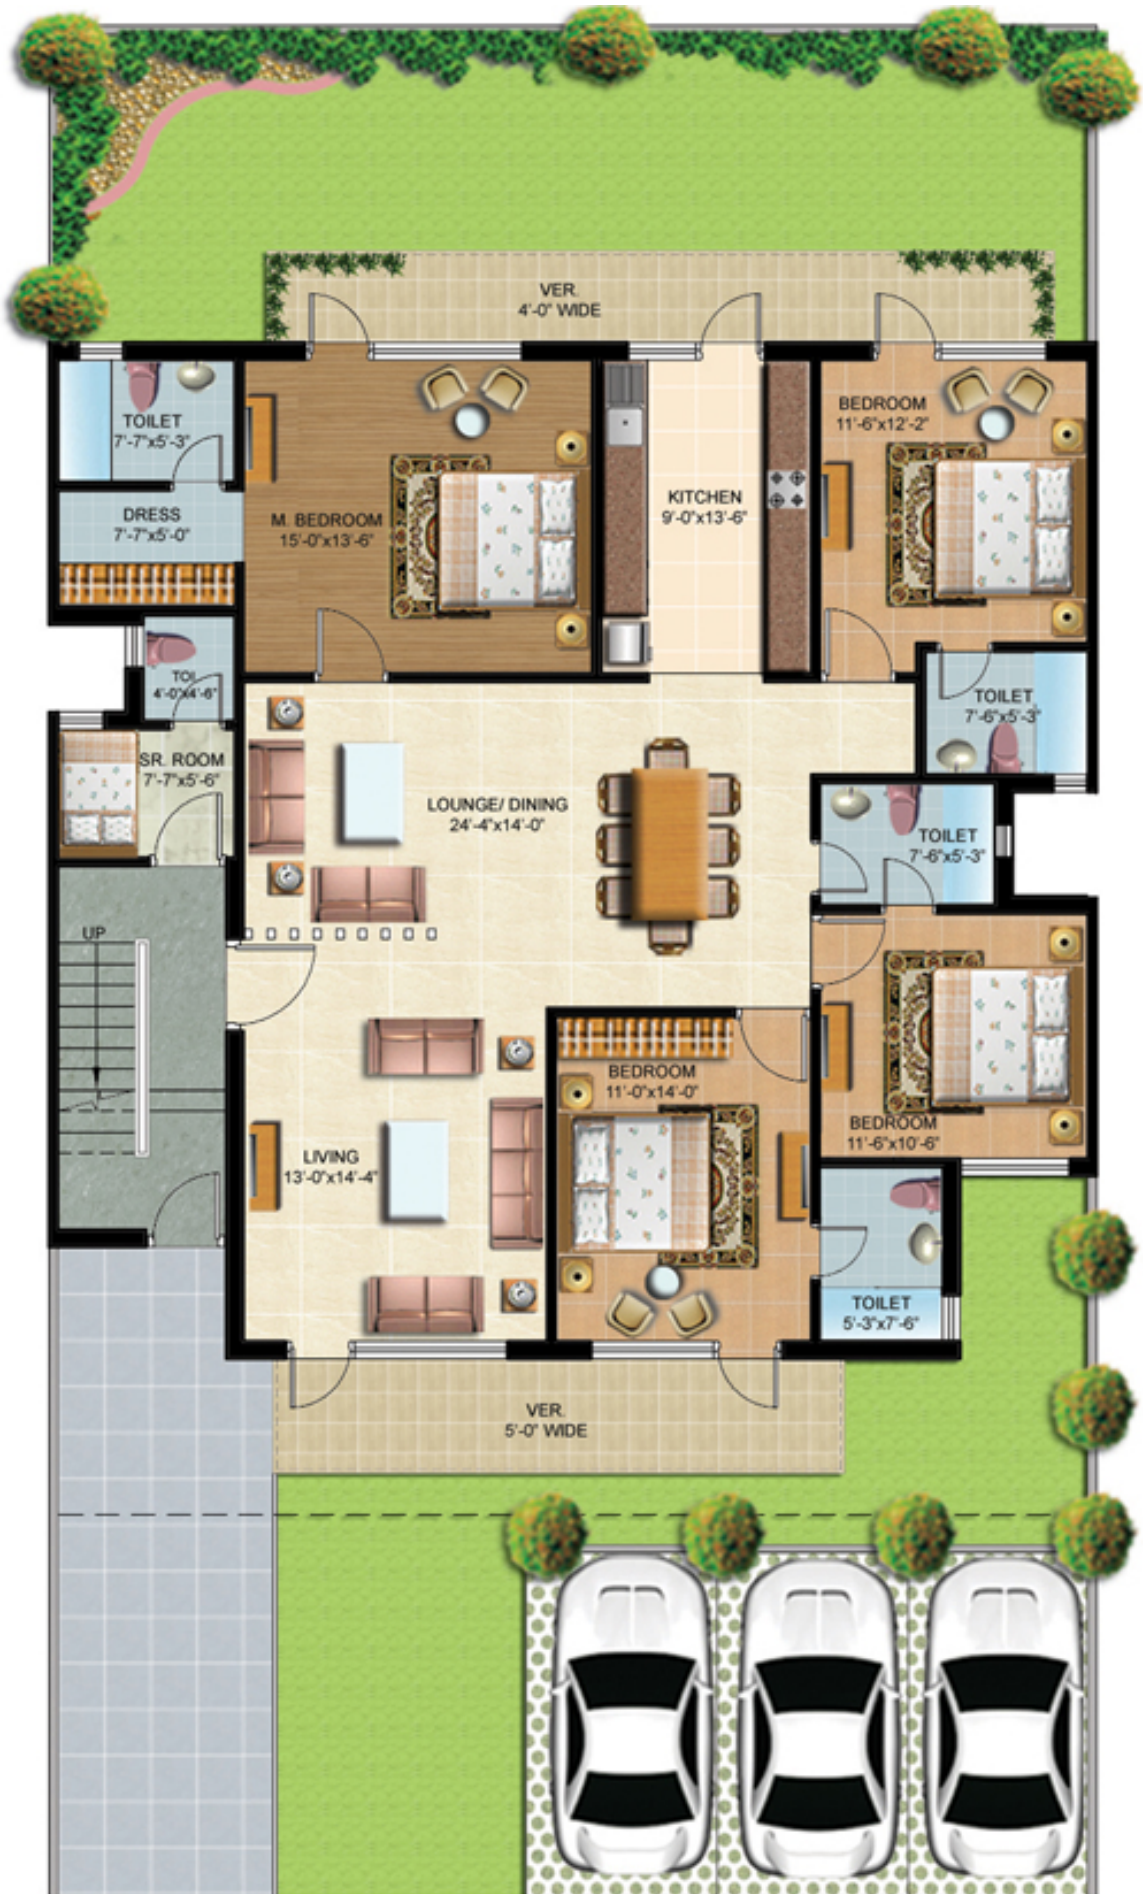 VER.
4'-0" WIDE
TOILET
7'-7"x5'-3"
BEDROOM
11'-6"x12'-2"
DRESS
7'-7"x5'-0"
M. BEDROOM
15'-0"x13'-6"
KITCHEN
9'-0"x13'-6"
TOI.
4'-0"x4'-6"
TOILET
7'-6"x5'-3"
SR. ROOM
7'-7"x5'-6"
LOUNGE/ DINING
24'-4"x14'-0"
TOILET
7'-6"x5'-3"
UP
BEDROOM
11'-0"x14'-0"
BEDROOM
11'-6"x10'-6"
LIVING
13'-0"x14'-4"
TOILET
5'-3"x7'-6"
VER.
5'-0" WIDE